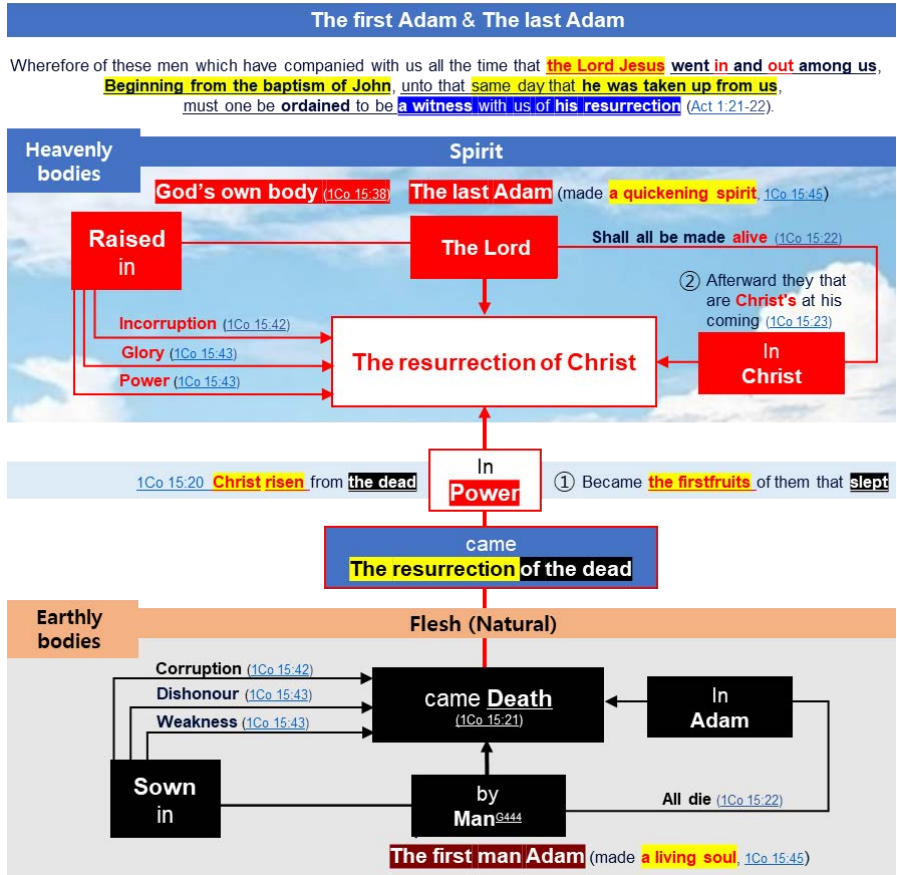 The first Adam & The last Adam
Wherefore of these men which have companied with us all the time that the Lord Jesus went in and out among us,
Beginning from the baptism of John, unto that same day that he was taken up from us,
must one be ordained to be a witness with us of his resurrection (Act 1:21-22).
Heavenly
bodies
Spirit
God's own body (1Co 15:38)
The last Adam (made a quickening spirit, 1Co 15:45)
Raised
in
The Lord
Shall all be made alive (1Co 15:22)
② Afterward they that
are Christ's at his
coming (1Co 15:23)
Incorruption (1Co 15:42)
Glory (1Co 15:43)
Power (1Co 15:43)
The resurrection of Christ
In
Christ
1Co 15:20 Christ risen from the dead
In
Power
① Became the firstfruits of them that slept
came
The resurrection of the dead
Earthly
bodies
Flesh (Natural)
Corruption (1Co 15:42)
Dishonour (1Co 15:43)
Weakness (1Co 15:43)
came Death
(1Co 15:21)
In
Adam
Sown
in
by
Man G444
All die (1Co 15:22)
The first man Adam (made a living soul, 1Co 15:45)